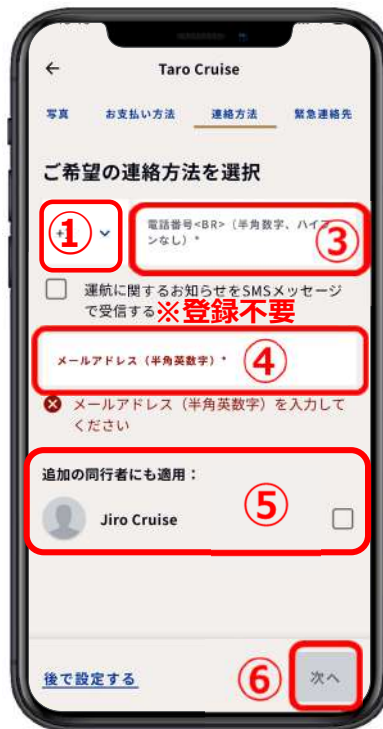 Taro Cruise
写真 お支払い方法 連絡方法 緊急連絡先
ご希望の連絡方法を選択
①
電話番号<BR>（半角数字、ハイフ
ンなし）*
③
運航に関するお知らせをSMSメッセージ
で受信する
※登録不要
メールアドレス（半角英数字）*
④
メールアドレス（半角英数字）を入力して
ください
追加の同行者にも適用：
Jiro Cruise
⑤
後で設定する
⑥
次へ